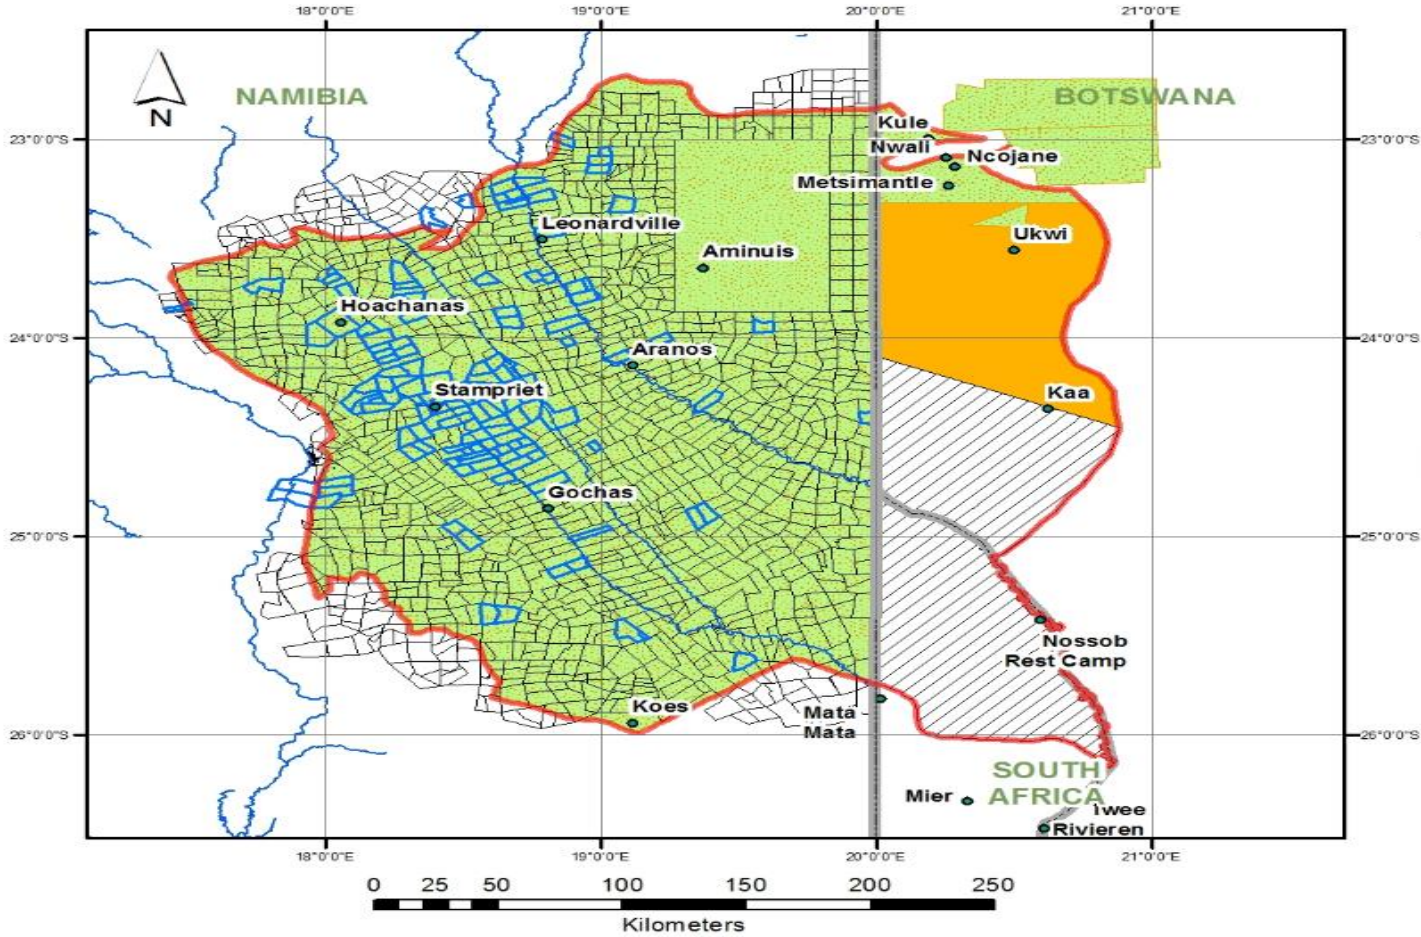 18°0'0"E 19°0'0"E 20°0'0"E 21°0'0"E
NAMIBIA
BOTSWANA
N
23°0'0"S
23°0'0"S
Kule
Nwali
Ncojane
Metsimantle
Leonardville
Ukwi
Aminuis
Hoachanas
24°0'0"S
24°0'0"S
Aranos
Stampriet
Kaa
Gochas
25°0'0"S
25°0'0"S
Nossob
Rest Camp
Koes
Mata
Mata
26°0'0"S
26°0'0"S
SOUTH
AFRICA
Mier
Twee
Rivieren
18°0'0"E 19°0'0"E 20°0'0"E 21°0'0"E
0 25 50 100 150 200 250
Kilometers